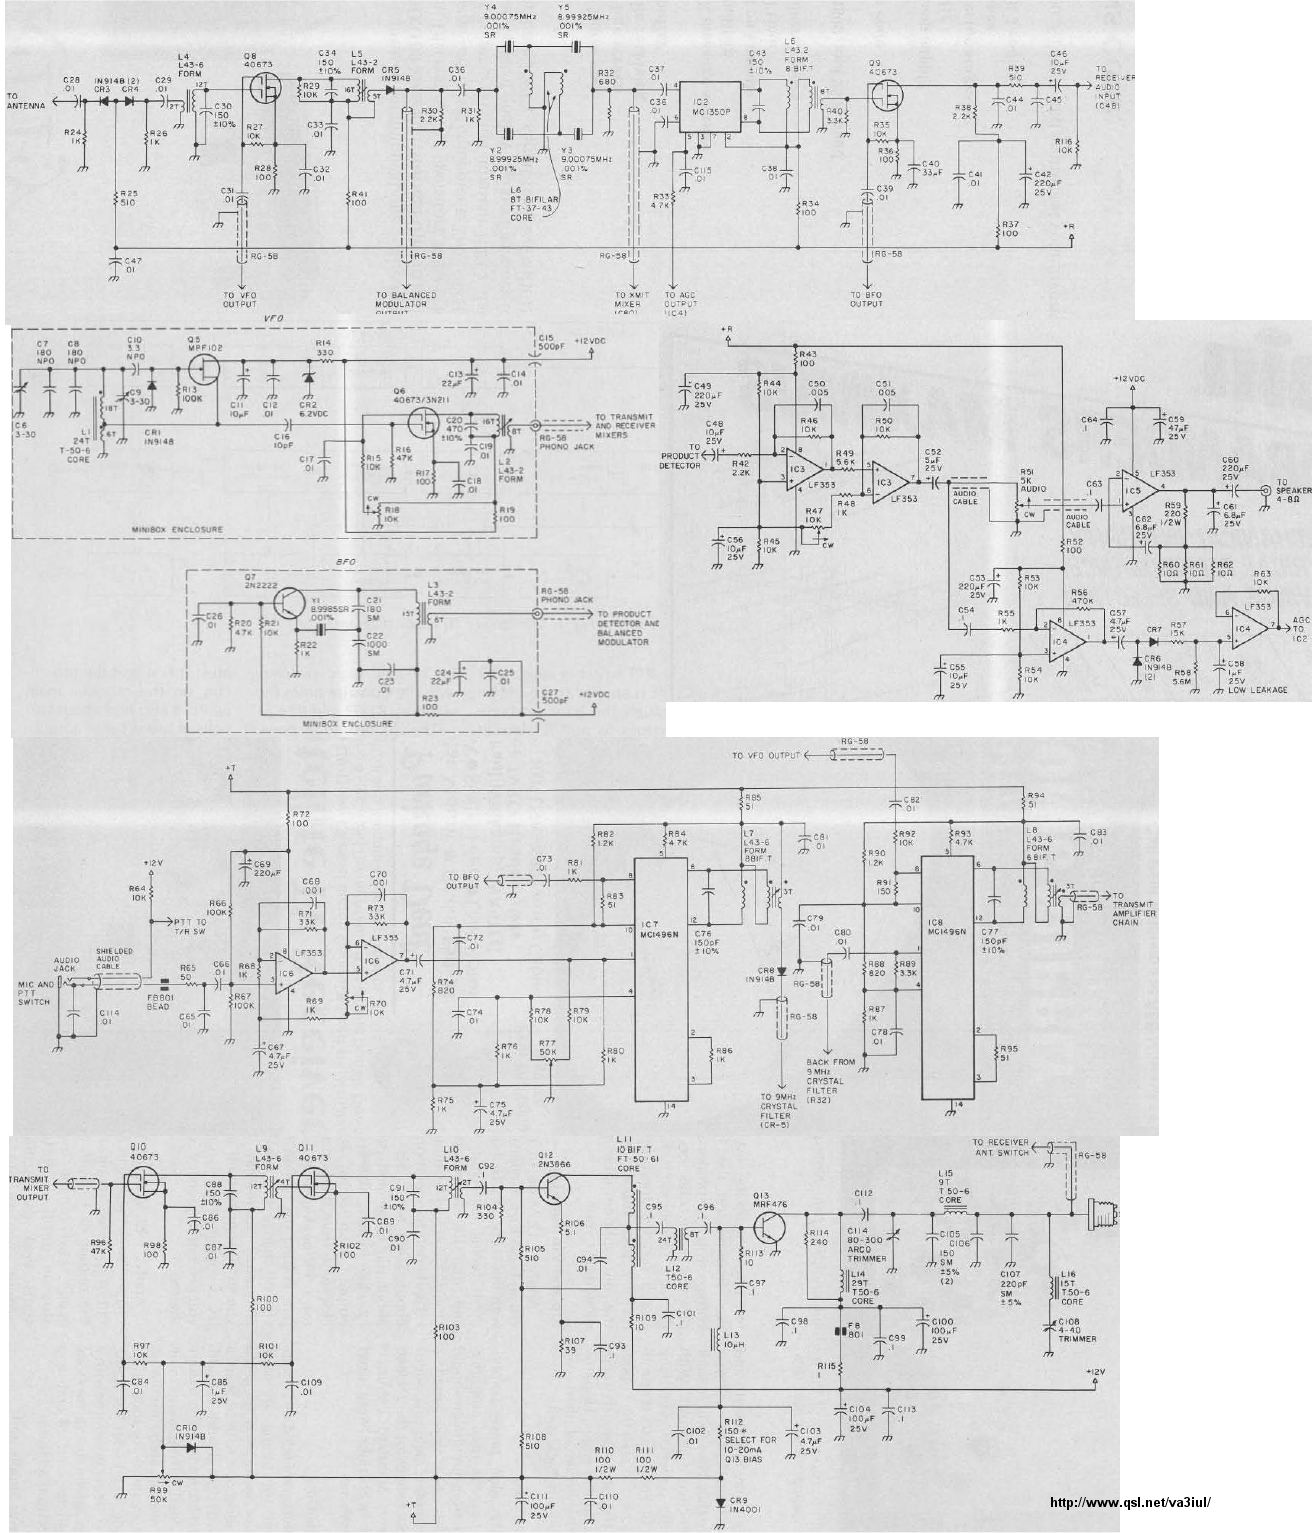 Y4
9.00075MHz
.001%
SR
Y5
8.99925MHz
.001%
SR
C28
.01
IN914B (2)
CR3 CR4
C29
.01
L4
L43-6
FORM
12T
2T
Q8
40673
C34
150
±10%
L5
L43-2
FORM
16T
5T
CR5
IN914B
C36
.01
R32
680
C37
.01
C36
.01
IC2
MC1350P
C43
150
±10%
L6
L43.2
FORM
8 BIF.T
8T
Q9
40673
R39
510
C46
10µF
25V
TO
RECEIVER
AUDIO
INPUT
(C48)
TO
ANTENNA
R24
1K
R26
1K
C30
150
±10%
R27
10K
R29
10K
C33
.01
R28
100
C32
.01
C31
.01
R25
510
R41
100
R30
2.2K
R31
1K
Y2
8.99925MHz
.001%
SR
Y3
9.00075MHz
.001%
SR
L6
8T BIFILAR
FT-37-43
CORE
R33
4.7K
C115
.01
C38
.01
R34
100
R40
3.3K
R35
10K
R36
100
C40
33µF
C39
.01
R38
2.2K
C44
.01
C45
.1
R116
10K
C41
.01
C42
220µF
25V
R37
100
+R
C47
.01
RG-58
TO VFO
OUTPUT
RG-58
TO BALANCED
MODULATOR
OUTPUT
RG-58
TO XMIT
MIXER
(C80)
TO AGC
OUTPUT
(IC4)
RG-58
TO BFO
OUTPUT
VFO
C7
180
NPO
C8
180
NPO
C10
3.3
NPO
Q5
MPF102
R14
330
C15
500pF
+12VDC
C6
3-30
L1
24T
T-50-6
CORE
18T
6T
C9
3-30
CR1
IN914B
R13
100K
C11
10µF
C12
.01
CR2
6.2VDC
C13
22µF
C14
.01
C16
10pF
Q6
40673/3N211
C20
470
±10%
16T
8T
L2
L43-2
FORM
C19
.01
C17
.01
R15
10K
R16
47K
R17
100
C18
.01
CW
R18
10K
R19
100
RG-58
PHONO JACK
TO TRANSMIT
AND RECEIVER
MIXERS
MINIBOX ENCLOSURE
BFO
Q7
2N2222
Y1
8.9985SR
.001%
C21
180
SM
C22
1000
SM
L3
L43-2
FORM
15T
6T
RG-58
PHONO JACK
TO PRODUCT
DETECTOR AND
BALANCED
MODULATOR
C26
.01
R20
4.7K
R21
10K
R22
1K
C23
.01
C24
22µF
C25
.01
R23
100
C27
500pF
+12VDC
MINIBOX ENCLOSURE
+R
R43
100
C49
220µF
25V
R44
10K
C50
.005
C51
.005
R46
10K
R50
10K
C48
10µF
25V
TO
PRODUCT
DETECTOR
R42
2.2K
IC3
LF353
R49
5.6K
R48
1K
IC3
LF353
C52
5µF
25V
R47
10K
CW
C56
10µF
25V
R45
10K
AUDIO
CABLE
R51
5K
AUDIO
CW
AUDIO
CABLE
+12VDC
C64
.1
C59
47µF
25V
C63
.1
IC5
LF353
C60
220µF
25V
TO
SPEAKER
4-8Ω
R59
220
1/2W
C61
6.8µF
25V
C62
6.8µF
25V
R60
10Ω
R61
10Ω
R62
10Ω
R52
100
C53
220µF
25V
R53
10K
R56
470K
C54
.1
R55
1K
IC4
LF353
C57
4.7µF
25V
CR7
R57
15K
R63
10K
LF353
IC4
AGC
TO
IC2
C55
10µF
25V
R54
10K
CR6
IN914B
(2)
R58
5.6M
C58
1µF
25V
LOW LEAKAGE
RG-58
TO VFO OUTPUT
+T
R72
100
R85
51
R94
51
C82
.01
R82
1.2K
R84
4.7K
L7
L43-6
FORM
8BIF.T
C81
.01
R92
10K
R93
4.7K
L8
L43-6
FORM
6 BIF.T
C83
.01
+12V
R64
10K
R66
100K
C69
220µF
C68
.001
R71
33K
C70
.001
R73
33K
TO BFO
OUTPUT
C73
.01
R81
1K
R83
51
R90
1.2K
R91
150
PTT TO
T/R SW
IC7
MC1496N
C76
150pF
±10%
3T
IC8
MC1496N
C77
150pF
±10%
3T
RG-58
TO
TRANSMIT
AMPLIFIER
CHAIN
AUDIO
JACK
SHIELDED
AUDIO
CABLE
MIC AND
PTT
SWITCH
FB801
BEAD
R65
50
C66
.01
R68
1K
LF353
IC6
LF353
IC6
C71
4.7µF
25V
C72
.01
C79
.01
C80
.01
C114
.01
C65
.01
R67
100K
R69
1K
CW
R70
10K
R74
820
CR8
IN914B
RG-58
R88
820
R89
3.3K
C67
4.7µF
25V
C74
.01
R78
10K
R79
10K
R76
1K
R77
50K
R80
1K
R86
1K
RG-58
R87
1K
C78
.01
R95
51
BACK FROM
9 MHz
CRYSTAL
FILTER
(R32)
R75
1K
C75
4.7µF
25V
TO 9MHz
CRYSTAL
FILTER
(CR-5)
Q10
40673
L9
L43-6
FORM
12T
4T
Q11
40673
L10
L43-6
FORM
12T
2T
C92
.1
Q12
2N3866
L11
10 BIF. T
FT-50-61
CORE
TO RECEIVER
ANT. SWITCH
RG-58
TO
TRANSMIT
MIXER
OUTPUT
C88
150
±10%
C91
150
±10%
R104
330
R106
5.1
C95
.1
C96
.1
Q13
MRF476
C112
.1
L15
9T
T50-6
CORE
R96
47K
R98
100
C86
.01
C87
.01
R102
100
C89
.01
C90
.01
R105
510
C94
.01
24T
8T
L12
T50-6
CORE
R113
10
C97
.1
R114
240
C114
80-300
ARCO
TRIMMER
C105
C106
150
SM
±5%
(2)
C107
220pF
SM
±5%
L16
15T
T50-6
CORE
C108
4-40
TRIMMER
L14
29T
T50-6
CORE
R100
100
R103
100
R109
10
C101
.1
L13
10µH
C98
.1
FB
801
C99
.1
C100
100µF
25V
R97
10K
R101
10K
R107
39
C93
.1
R115
1
+12V
C84
.01
C85
1µF
25V
C109
.01
CR10
IN914B
R99
50K
CW
R108
510
C102
.01
R112
150*
SELECT FOR
10-20mA
Q13 BIAS
C103
4.7µF
25V
C104
100µF
25V
C113
.1
R110
100
1/2W
R111
100
1/2W
+T
C111
100µF
25V
C110
.01
CR9
1N4001
http://www.qsl.net/va3iul/